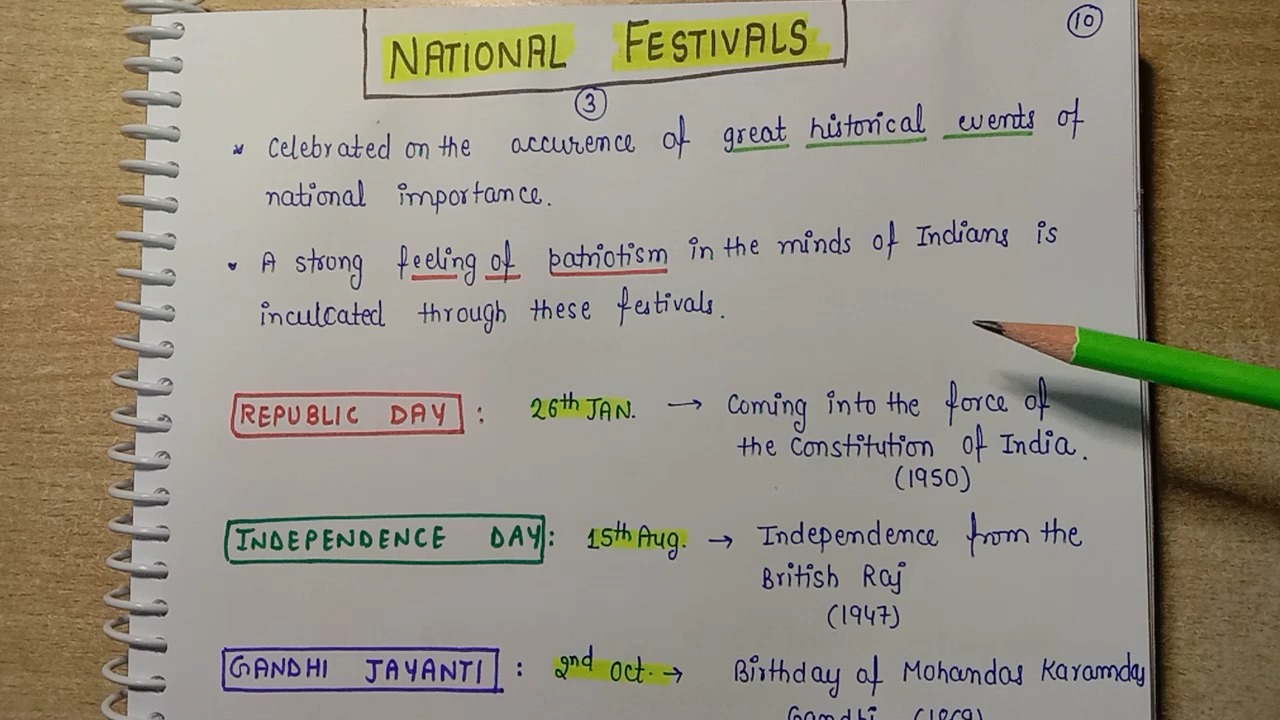 NATIONAL FESTIVALS
10
3
* Celebrated on the accurence of great historical events of
national importance.
• A strong feeling of patriotism in the minds of Indians is
inculcated through these festivals.
REPUBLIC DAY : 26th JAN. → Coming into the force of
the Constitution of India.
(1950)
INDEPENDENCE DAY : 15th Aug. → Independence from the
British Raj
(1947)
GANDHI JAYANTI : 2nd Oct. → Birthday of Mohandas Karamdas
Gandhi (1869)